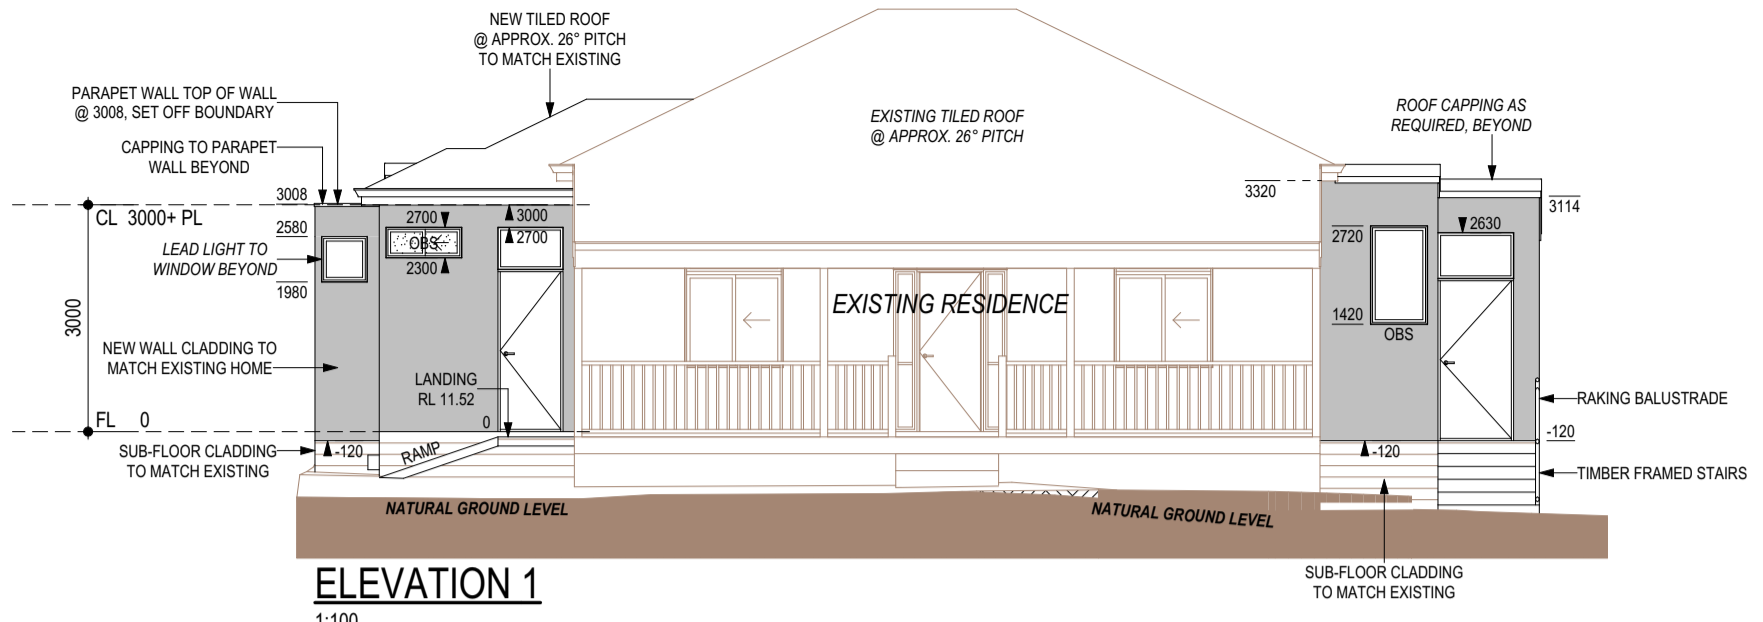 NEW TILED ROOF
@ APPROX. 26° PITCH
TO MATCH EXISTING
PARAPET WALL TOP OF WALL
@ 3008, SET OFF BOUNDARY
CAPPING TO PARAPET
WALL BEYOND
EXISTING TILED ROOF
@ APPROX. 26° PITCH
ROOF CAPPING AS
REQUIRED, BEYOND
3008
CL 3000+ PL
2580
LEAD LIGHT TO
WINDOW BEYOND
1980
2700
OBS
2300
3000
2700
3320
3114
2720
2630
1420
OBS
3000
EXISTING RESIDENCE
NEW WALL CLADDING TO
MATCH EXISTING HOME
LANDING
RL 11.52
FL 0
0
RAKING BALUSTRADE
-120
SUB-FLOOR CLADDING
TO MATCH EXISTING
-120
RAMP
-120
TIMBER FRAMED STAIRS
NATURAL GROUND LEVEL
NATURAL GROUND LEVEL
SUB-FLOOR CLADDING
TO MATCH EXISTING
ELEVATION 1
1:100